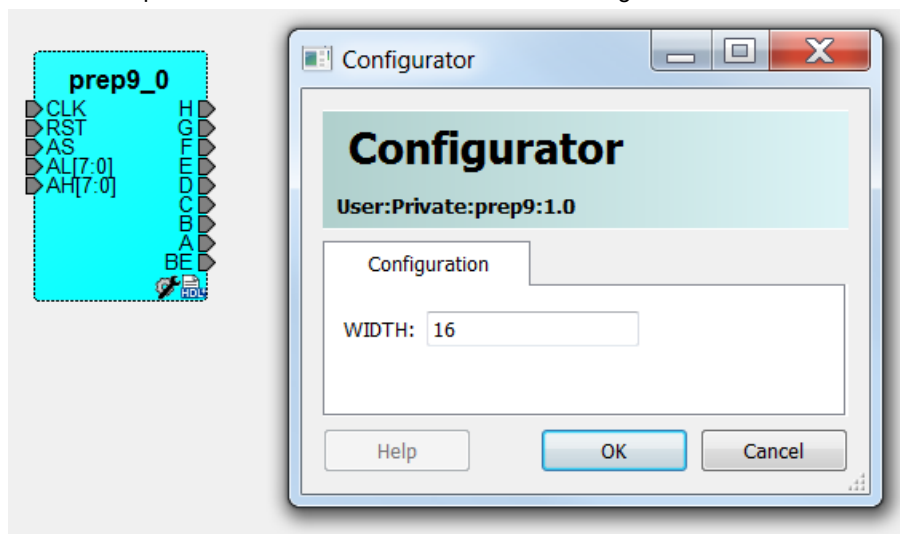 prep9_0
CLK H
RST G
AS F
AL[7:0] E
AH[7:0] D
C
B
A
BE
HDL
Configurator
Configurator
User:Private:prep9:1.0
Configuration
WIDTH: 16
Help OK Cancel